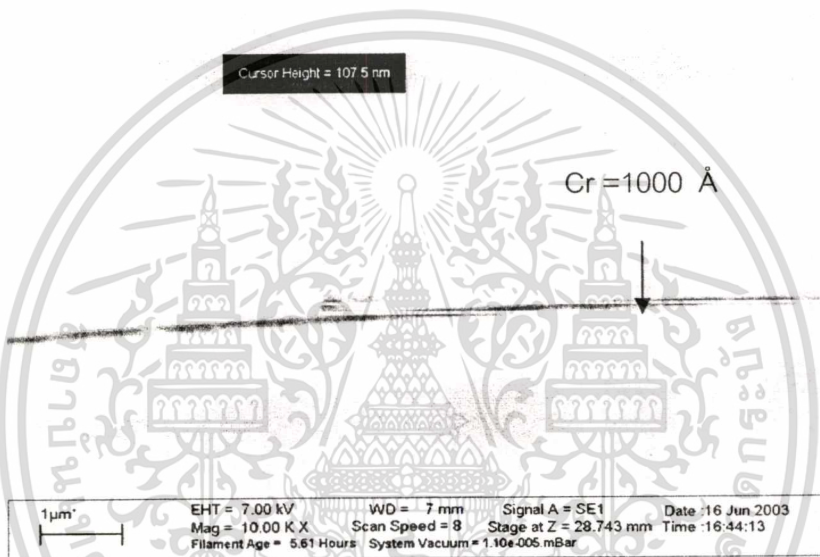 Cursor Height = 107.5 nm
Cr =1000 Å
1µm
EHT = 7.00 kV WD = 7 mm Signal A = SE1 Date :16 Jun 2003
Mag = 10.00 K X Scan Speed = 8 Stage at Z = 28.743 mm Time :16:44:13
Filament Age = 5.61 Hours System Vacuum = 1.10e-005 mBar